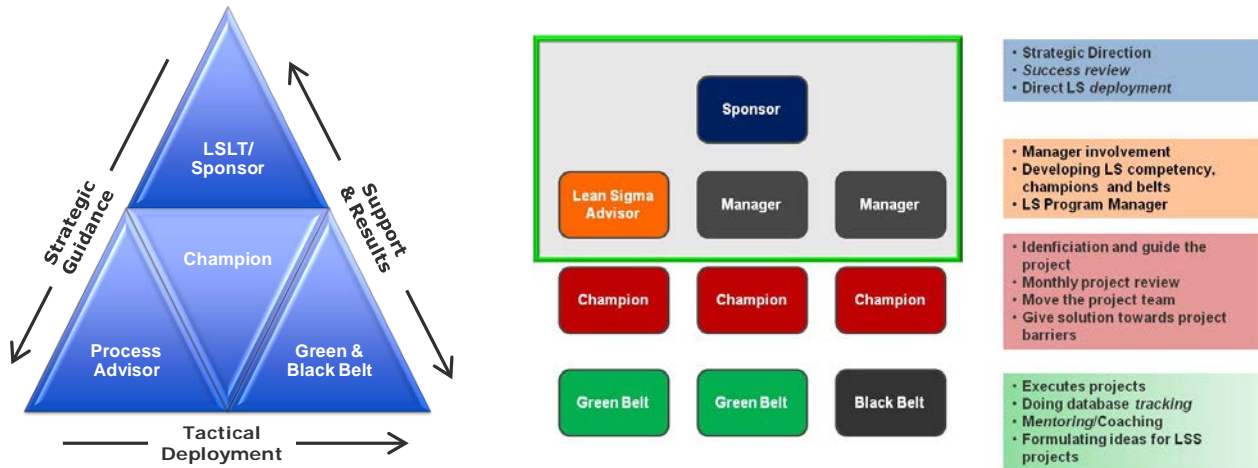 LSLT/
Sponsor
Strategic
Guidance
Support
& Results
Champion
Process
Advisor
Green &
Black Belt
Tactical
Deployment
Sponsor
Lean Sigma
Advisor
Manager
Manager
Champion
Champion
Champion
Green Belt
Green Belt
Black Belt
• Strategic Direction
• Success review
• Direct LS deployment
• Manager involvement
• Developing LS competency,
champions and belts
• LS Program Manager
• Idenficiation and guide the
project
• Monthly project review
• Move the project team
• Give solution towards project
barriers
• Executes projects
• Doing database tracking
• Mentoring/Coaching
• Formulating ideas for LSS
projects